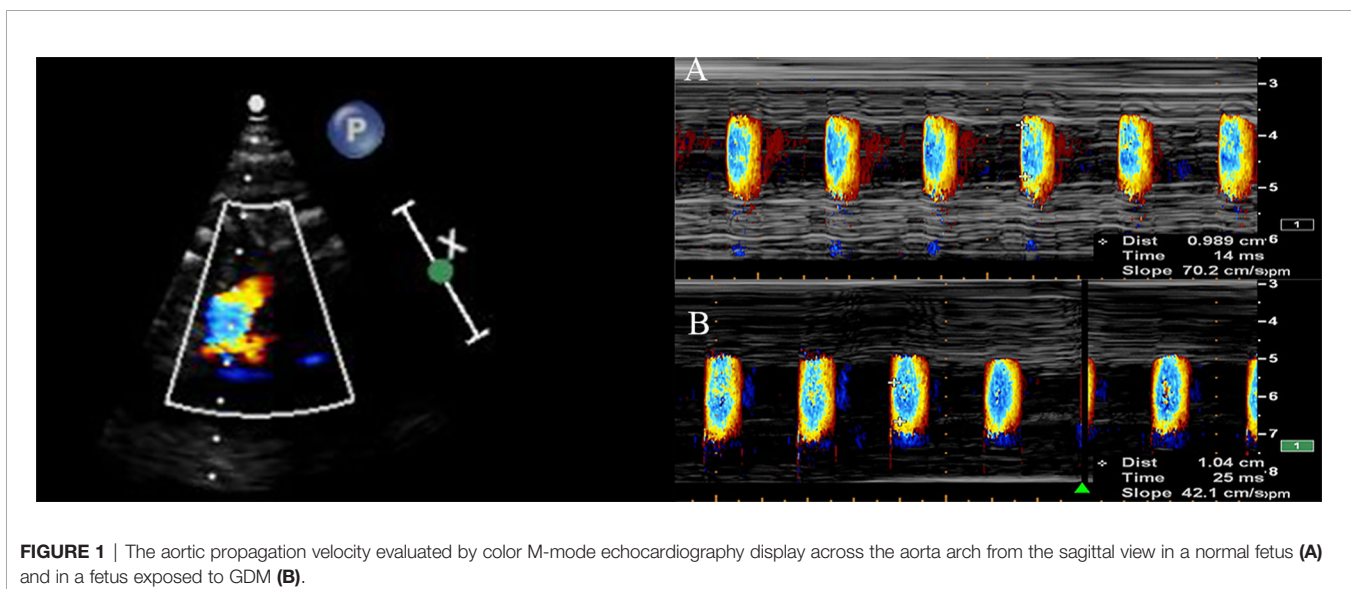 P
X
A
3
4
5
1
Dist 0.989 cm 6
Time 14 ms
Slope 70.2 cm/s pm
3
B
4
5
6
7
1
Dist 1.04 cm 8
Time 25 ms
Slope 42.1 cm/s pm
FIGURE 1 | The aortic propagation velocity evaluated by color M-mode echocardiography display across the aorta arch from the sagittal view in a normal fetus (A)
and in a fetus exposed to GDM (B).